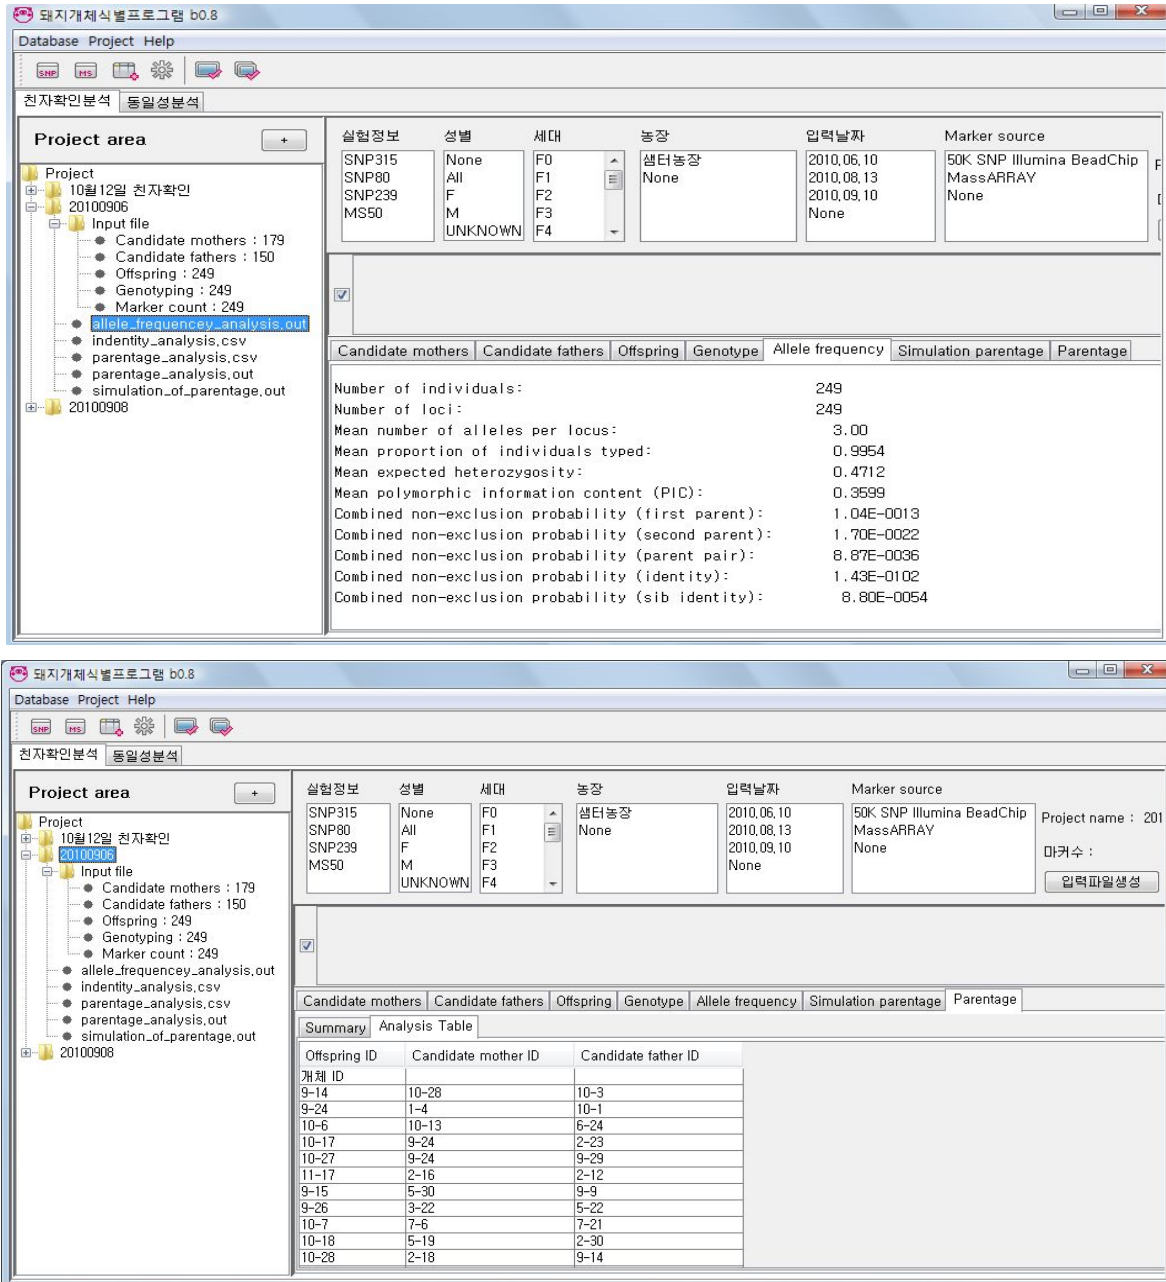 돼지개체식별프로그램 b0.8
Database Project Help
SNP MS
친자확인분석 동일성분석
Project area +
실험정보 성별 세대 농장 입력날짜 Marker source
SNP315 None F0 샘터농장 2010,06,10 50K SNP Illumina BeadChip
SNP80 All F1 None 2010,08,13 MassARRAY
SNP239 F F2 2010,09,10 None
MS50 M F3 None
UNKNOWN F4
Project
10월12일 친자확인
20100906
Input file
Candidate mothers : 179
Candidate fathers : 150
Offspring : 249
Genotyping : 249
Marker count : 249
allele_frequencey_analysis,out
indentity_analysis,csv
parentage_analysis,csv
parentage_analysis,out
simulation_of_parentage,out
20100908
Candidate mothers Candidate fathers Offspring Genotype Allele frequency Simulation parentage Parentage
Number of individuals: 249
Number of loci: 249
Mean number of alleles per locus: 3.00
Mean proportion of individuals typed: 0.9954
Mean expected heterozygosity: 0.4712
Mean polymorphic information content (PIC): 0.3599
Combined non-exclusion probability (first parent): 1.04E-0013
Combined non-exclusion probability (second parent): 1.70E-0022
Combined non-exclusion probability (parent pair): 8.87E-0036
Combined non-exclusion probability (identity): 1.43E-0102
Combined non-exclusion probability (sib identity): 8.80E-0054
돼지개체식별프로그램 b0.8
Database Project Help
SNP MS
친자확인분석 동일성분석
Project area +
실험정보 성별 세대 농장 입력날짜 Marker source
SNP315 None F0 샘터농장 2010,06,10 50K SNP Illumina BeadChip
SNP80 All F1 None 2010,08,13 MassARRAY
SNP239 F F2 2010,09,10 None
MS50 M F3 None
UNKNOWN F4
Project name : 201
마커수 :
입력파일생성
Project
10월12일 친자확인
20100906
Input file
Candidate mothers : 179
Candidate fathers : 150
Offspring : 249
Genotyping : 249
Marker count : 249
allele_frequencey_analysis,out
indentity_analysis,csv
parentage_analysis,csv
parentage_analysis,out
simulation_of_parentage,out
20100908
Candidate mothers Candidate fathers Offspring Genotype Allele frequency Simulation parentage Parentage
Summary Analysis Table
Offspring ID Candidate mother ID Candidate father ID
개체 ID
9-14 10-28 10-3
9-24 1-4 10-1
10-6 10-13 6-24
10-17 9-24 2-23
10-27 9-24 9-29
11-17 2-16 2-12
9-15 5-30 9-9
9-26 3-22 5-22
10-7 7-6 7-21
10-18 5-19 2-30
10-28 2-18 9-14